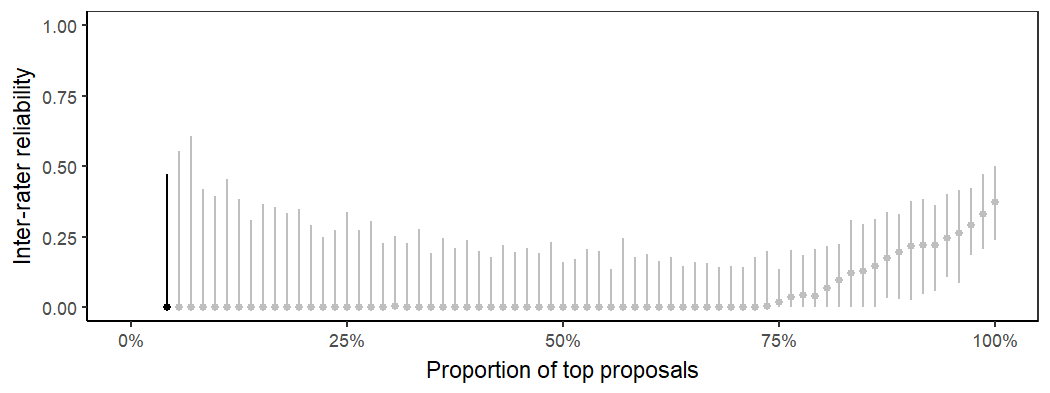 1.00
0.75
0.50
0.25
0.00
Inter-rater reliability
0% 25% 50% 75% 100%
Proportion of top proposals